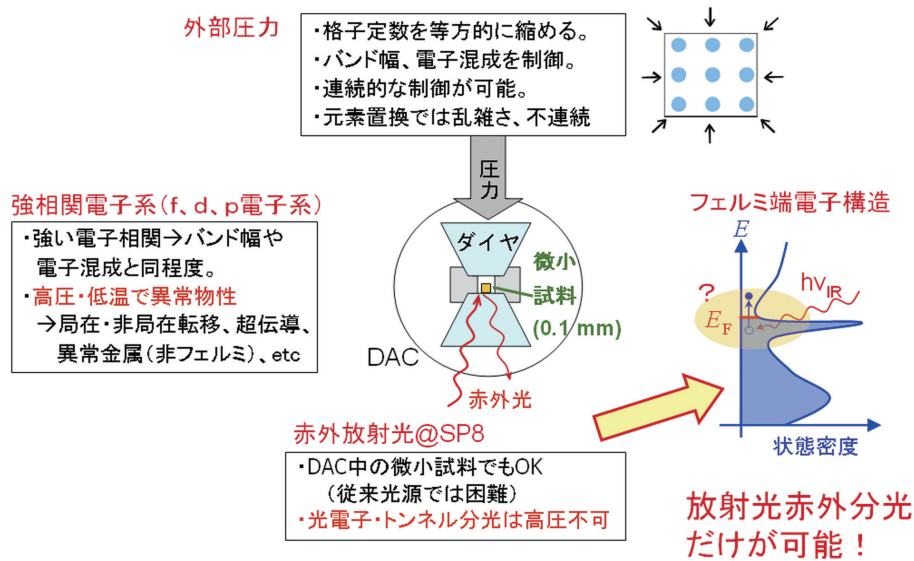 外部圧力
・格子定数を等方的に縮める。
・バンド幅、電子混成を制御。
・連続的な制御が可能。
・元素置換では乱雑さ、不連続
圧力
強相関電子系(f、d、p電子系)
・強い電子相関→バンド幅や
電子混成と同程度。
・高圧・低温で異常物性
→局在・非局在転移、超伝導、
異常金属(非フェルミ)、etc
ダイヤ
微小
試料
(0.1 mm)
DAC
赤外光
フェルミ端電子構造
E
?
hνIR
EF
状態密度
赤外放射光@SP8
・DAC中の微小試料でもOK
(従来光源では困難)
・光電子・トンネル分光は高圧不可
放射光赤外分光
だけが可能！